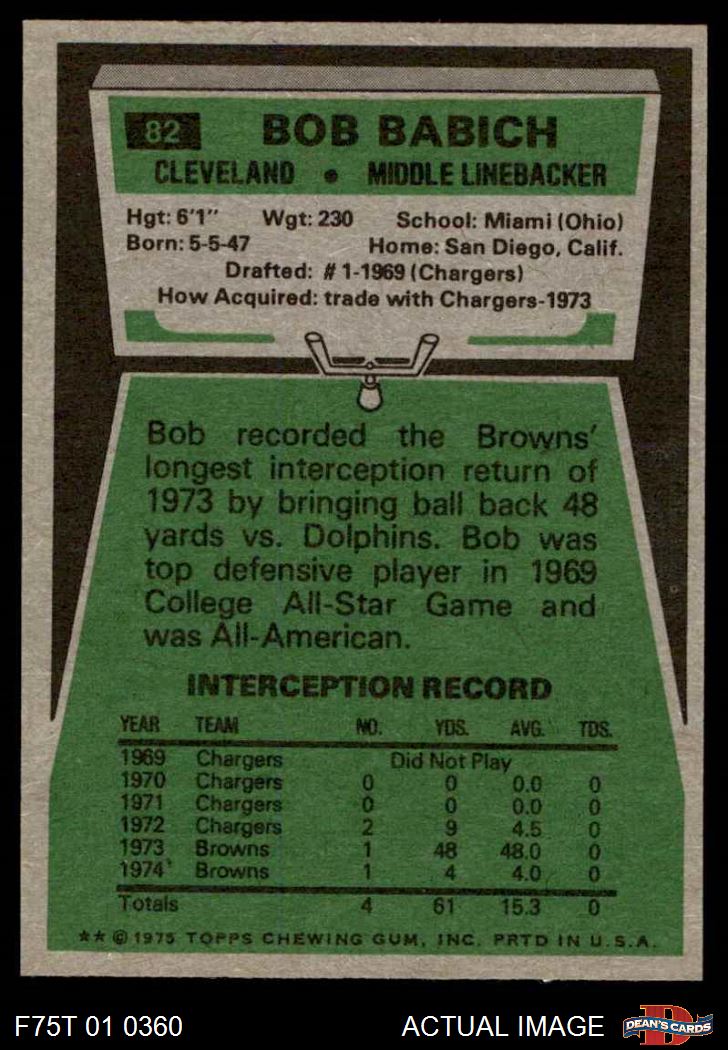 82 BOB BABICH
CLEVELAND • MIDDLE LINEBACKER
Hgt: 6'1" Wgt: 230 School: Miami (Ohio)
Born: 5-5-47 Home: San Diego, Calif.
Drafted: #1-1969 (Chargers)
How Acquired: trade with Chargers-1973
Bob recorded the Browns'
longest interception return of
1973 by bringing ball back 48
yards vs. Dolphins. Bob was
top defensive player in 1969
College All-Star Game and
was All-American.
INTERCEPTION RECORD
YEAR TEAM NO. YDS. AVG. TDS.
1969 Chargers Did Not Play
1970 Chargers 0 0 0.0 0
1971 Chargers 0 0 0.0 0
1972 Chargers 2 9 4.5 0
1973 Browns 1 48 48.0 0
1974 Browns 1 4 4.0 0
Totals 4 61 15.3 0
** © 1975 TOPPS CHEWING GUM, INC. PRTD IN U.S.A.
F75T 01 0360 ACTUAL IMAGE D DEAN'S CARDS